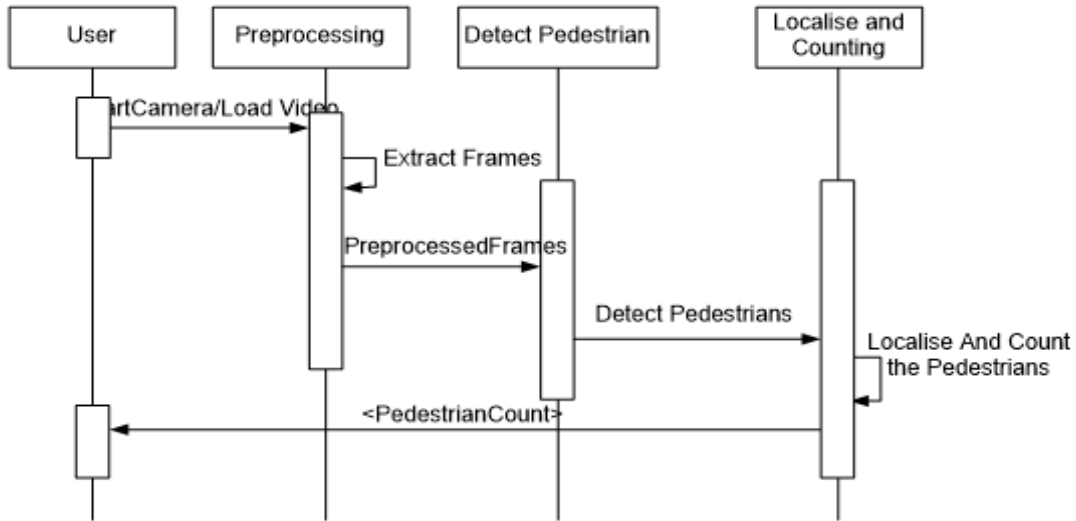 User
Preprocessing
Detect Pedestrian
Localise and
Counting
artCamera/Load Video
Extract Frames
PreprocessedFrames
Detect Pedestrians
Localise And Count
the Pedestrians
<PedestrianCount>